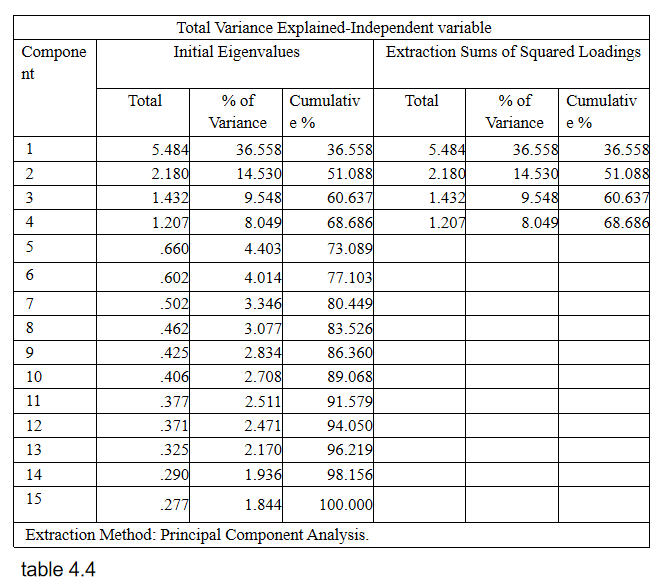 Total Variance Explained-Independent variable
Compone nt Initial Eigenvalues Extraction Sums of Squared Loadings
Total % of Variance Cumulativ e % Total % of Variance Cumulativ e %
1 5.484 36.558 36.558 5.484 36.558 36.558
2 2.180 14.530 51.088 2.180 14.530 51.088
3 1.432 9.548 60.637 1.432 9.548 60.637
4 1.207 8.049 68.686 1.207 8.049 68.686
5 .660 4.403 73.089
6 .602 4.014 77.103
7 .502 3.346 80.449
8 .462 3.077 83.526
9 .425 2.834 86.360
10 .406 2.708 89.068
11 .377 2.511 91.579
12 .371 2.471 94.050
13 .325 2.170 96.219
14 .290 1.936 98.156
15 .277 1.844 100.000
Extraction Method: Principal Component Analysis.
table 4.4